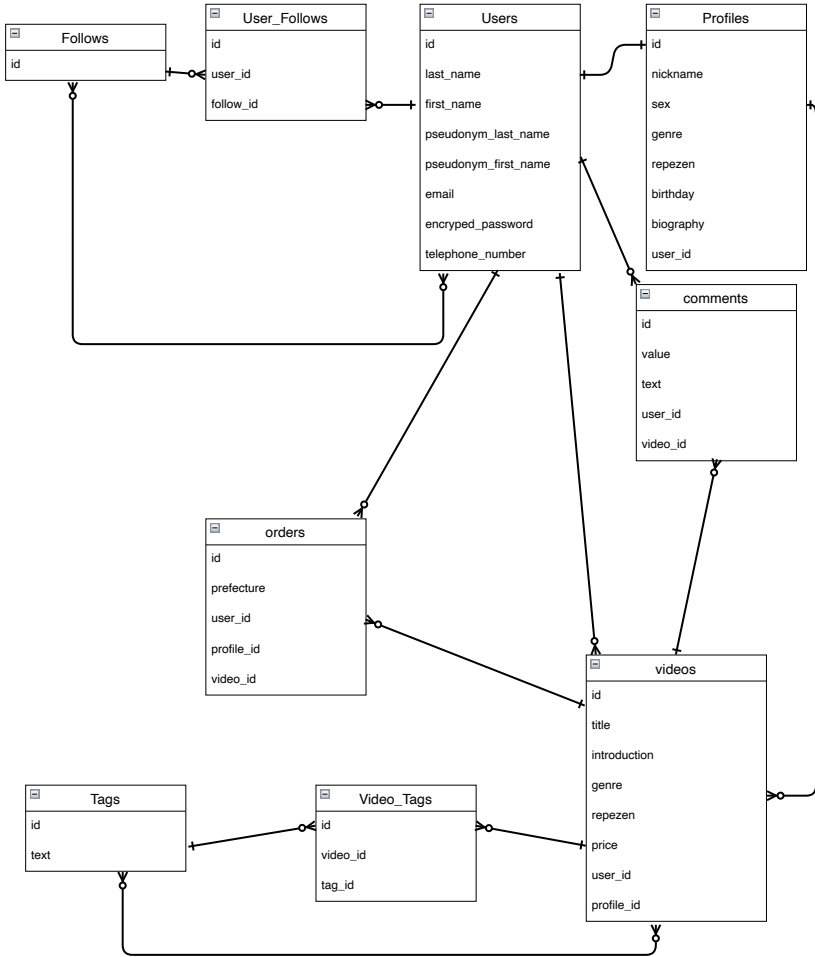 Follows
id
User_Follows
id
user_id
follow_id
Users
id
last_name
first_name
pseudonym_last_name
pseudonym_first_name
email
encryped_password
telephone_number
Profiles
id
nickname
sex
genre
repezen
birthday
biography
user_id
comments
id
value
text
user_id
video_id
orders
id
prefecture
user_id
profile_id
video_id
videos
id
title
introduction
genre
repezen
price
user_id
profile_id
Tags
id
text
Video_Tags
id
video_id
tag_id